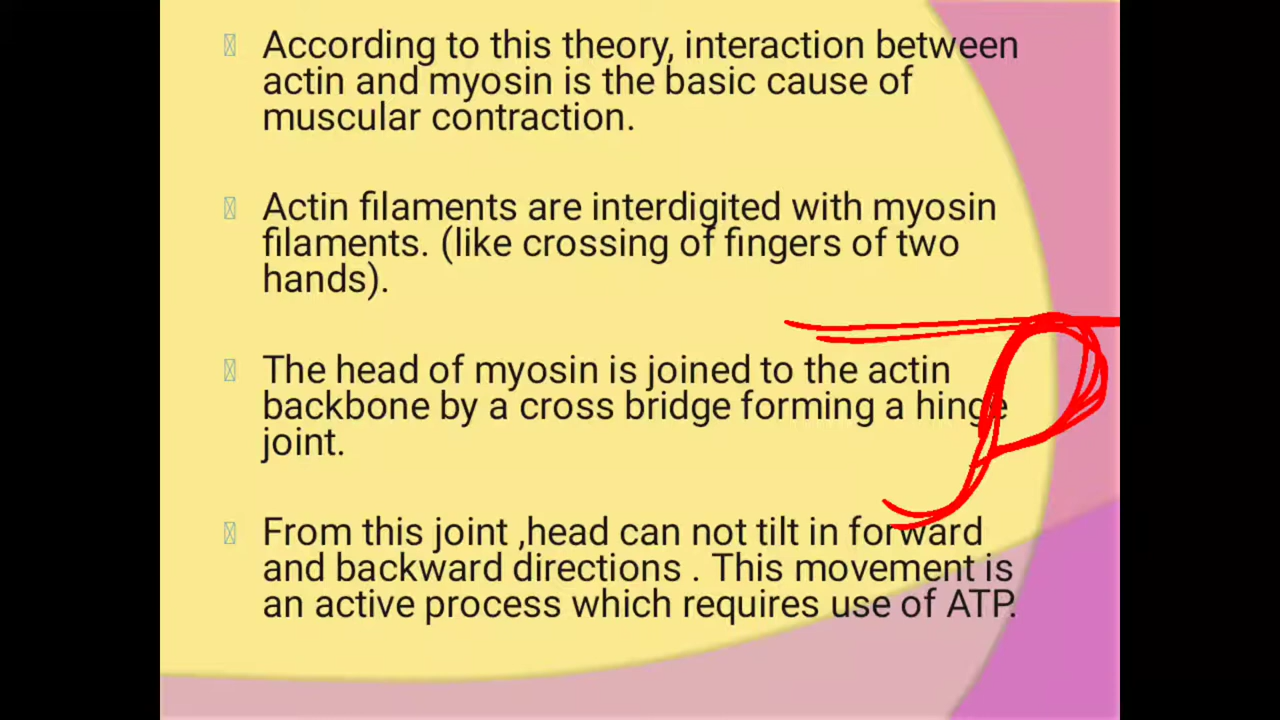 According to this theory, interaction between
actin and myosin is the basic cause of
muscular contraction.
Actin filaments are interdigited with myosin
filaments. (like crossing of fingers of two
hands).
The head of myosin is joined to the actin
backbone by a cross bridge forming a hinge
joint.
From this joint ,head can not tilt in forward
and backward directions . This movement is
an active process which requires use of ATP.